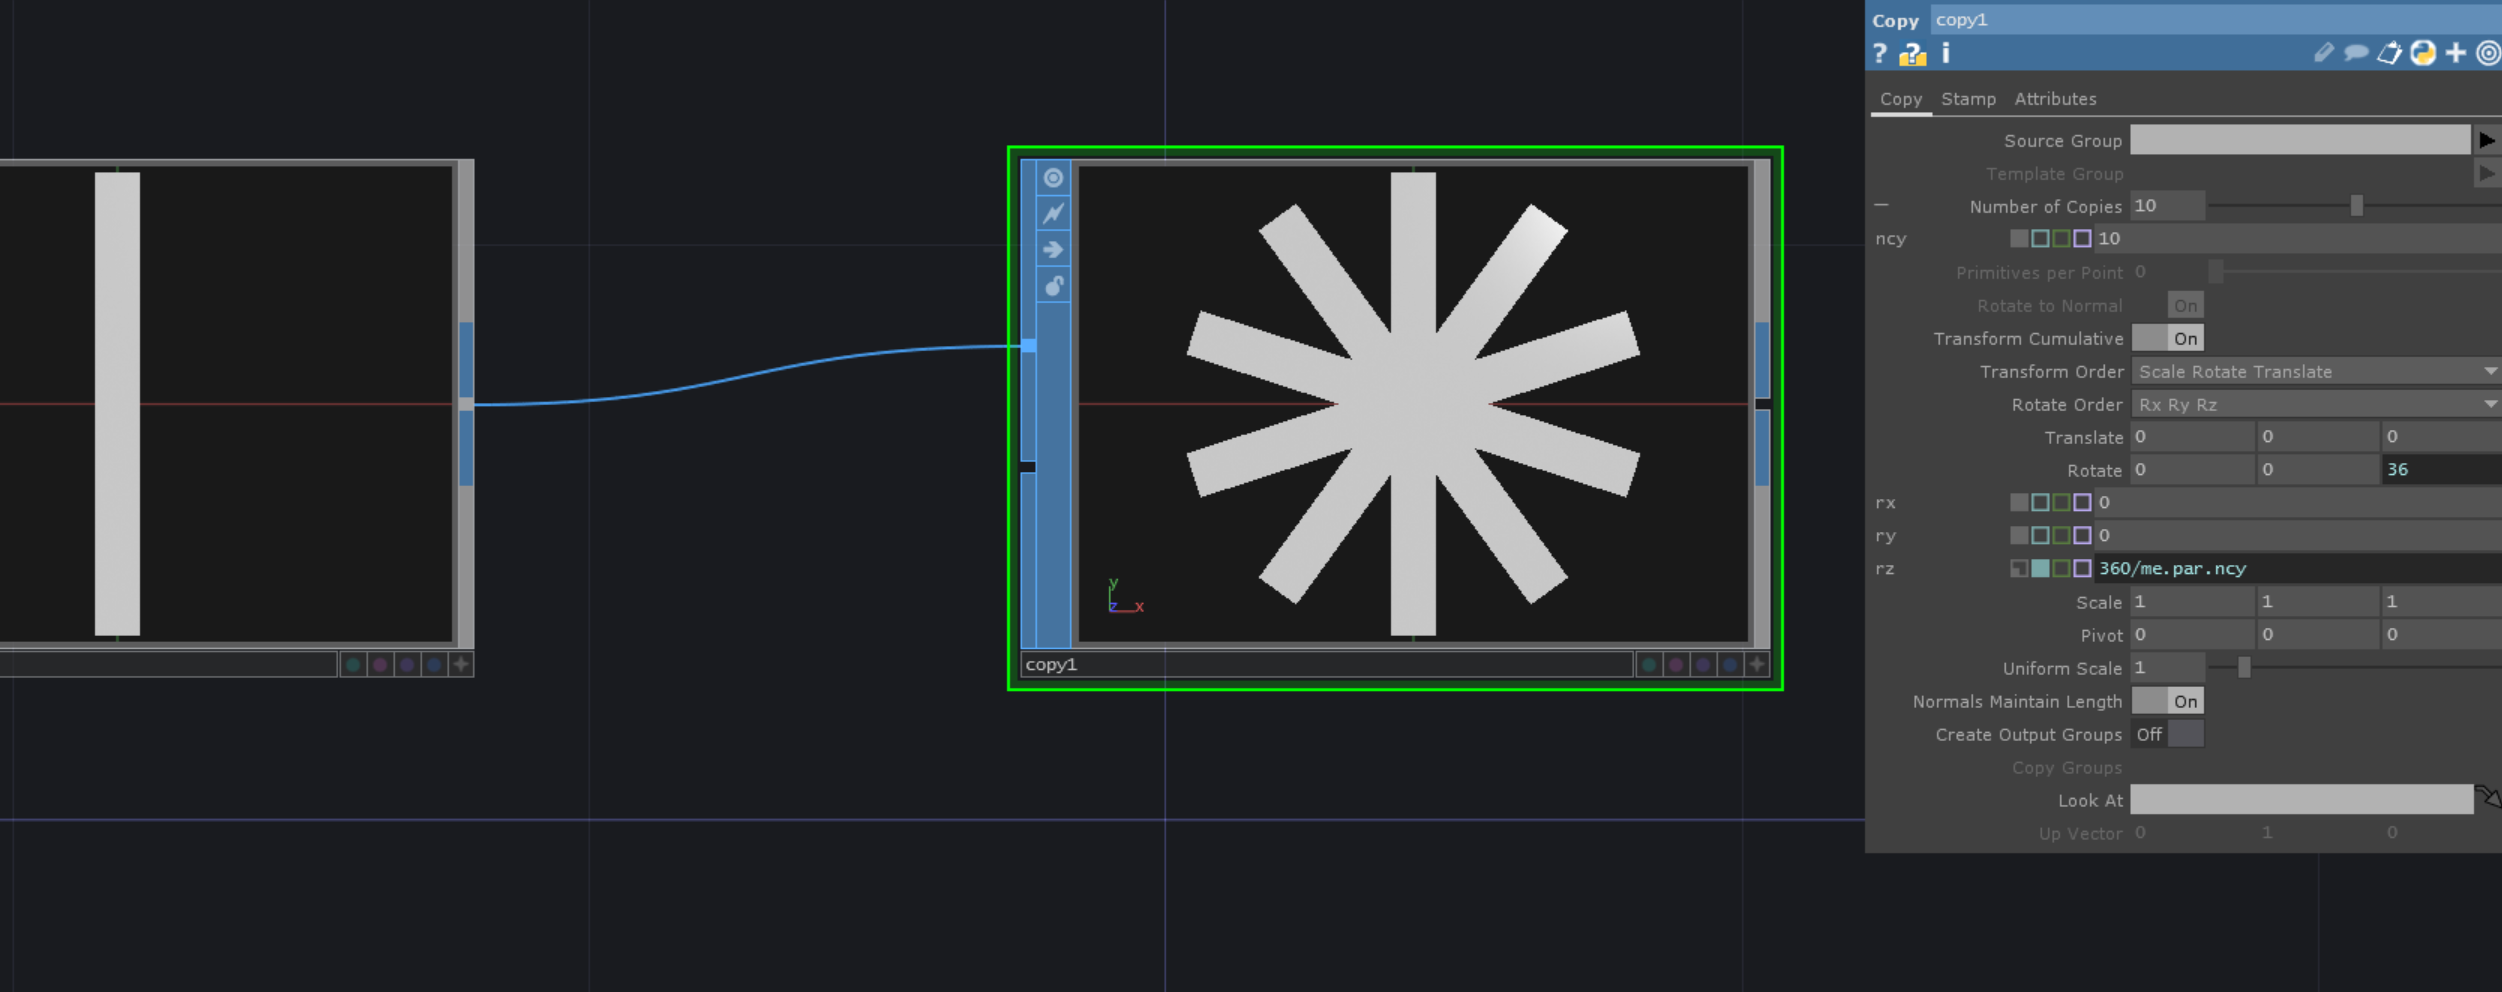 Copy copy1
? ? i
Copy Stamp Attributes
Source Group
Template Group
Number of Copies 10
ncy 10
Primitives per Point 0
Rotate to Normal On
Transform Cumulative On
Transform Order Scale Rotate Translate
Rotate Order Rx Ry Rz
Translate 0 0 0
Rotate 0 0 36
rx 0
ry 0
rz 360/me.par.ncy
Scale 1 1 1
Pivot 0 0 0
Uniform Scale 1
Normals Maintain Length On
Create Output Groups Off
Copy Groups
Look At
Up Vector 0 1 0
y
z x
copy1